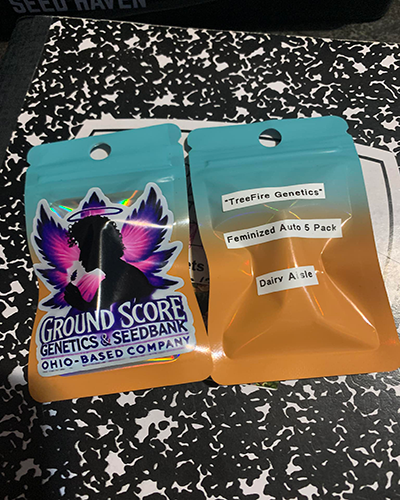 SEED HAVEN
GROUND SCORE
GENETICS & SEEDBANK
OHIO-BASED COMPANY
"TreeFire Genetics"
Feminized Auto 5 Pack
Dairy Aisle